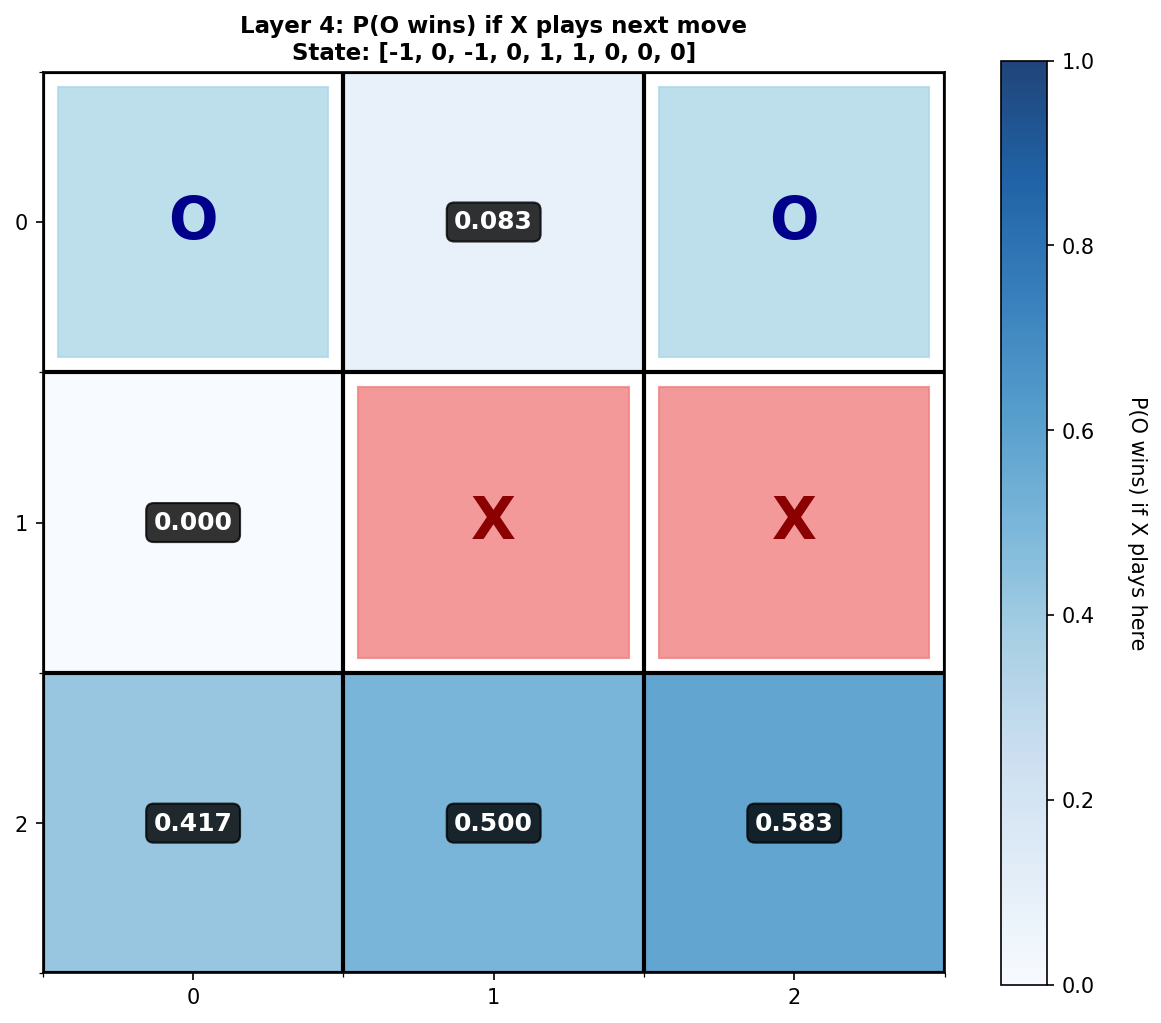 Layer 4: P(O wins) if X plays next move
State: [-1, 0, -1, 0, 1, 1, 0, 0, 0]
0 O 0.083 O
1 0.000 X X
2 0.417 0.500 0.583
0 1 2
1.0
0.8
0.6
0.4
0.2
0.0
P(O wins) if X plays here